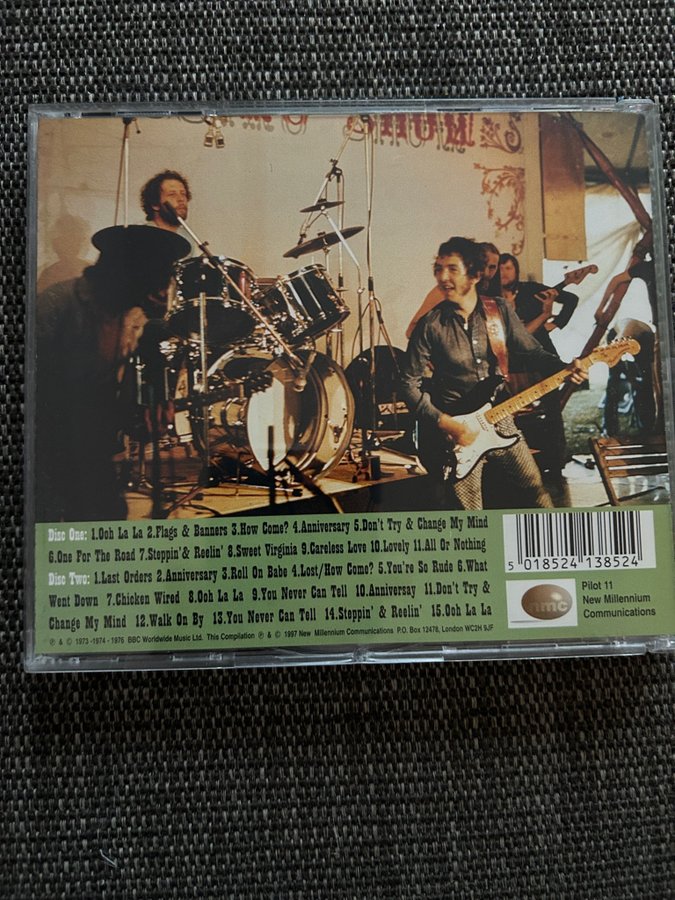 Disc One: 1.Ooh La La 2.Flags & Banners 3.How Come? 4.Anniversary 5.Don't Try & Change My Mind
6.One For The Road 7.Steppin' & Reelin' 8.Sweet Virginia 9.Careless Love 10.Lovely 11.All Or Nothing
Disc Two: 1.Last Orders 2.Anniversary 3.Roll On Babe 4.Lost/How Come? 5.You're So Rude 6.What
Went Down 7.Chicken Wired 8.Ooh La La 9.You Never Can Tell 10.Anniversay 11.Don't Try &
Change My Mind 12.Walk On By 13.You Never Can Tell 14.Steppin' & Reelin' 15.Ooh La La
℗ & © 1973 -1974 - 1976 BBC Worldwide Music Ltd. This Compilation ℗ & © 1997 New Millennium Communications P.O. Box 12478, London WC2H 9JF
5 018524 138524
nmc
Pilot 11
New Millennium
Communications